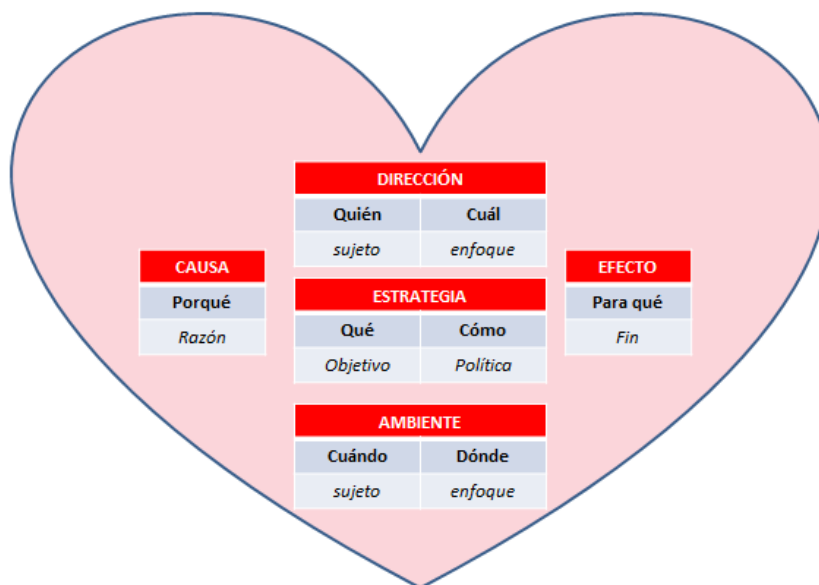 DIRECCIÓN
Quién Cuál
sujeto enfoque
CAUSA
Porqué
Razón
ESTRATEGIA
Qué Cómo
Objetivo Política
EFECTO
Para qué
Fin
AMBIENTE
Cuándo Dónde
sujeto enfoque